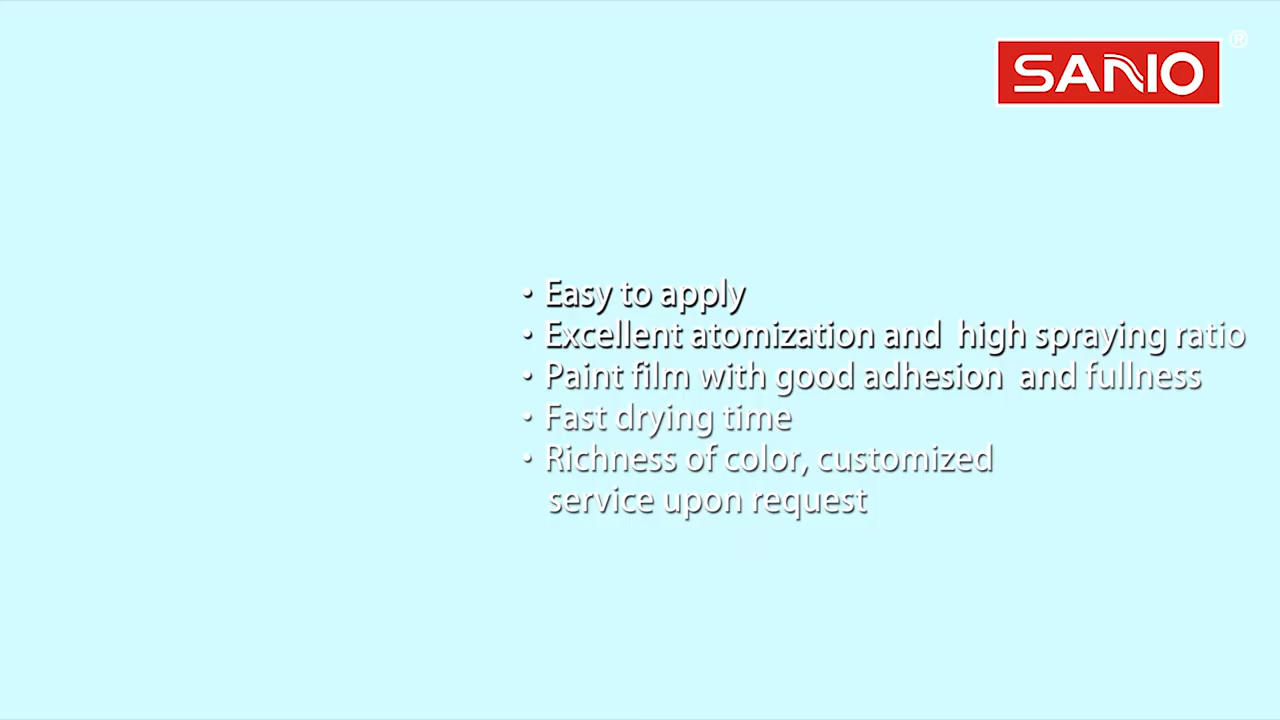 SANIO ®
· Easy to apply
· Excellent atomization and  high spraying ratio
· Paint film with good adhesion  and fullness
· Fast drying time
· Richness of color, customized
service upon request